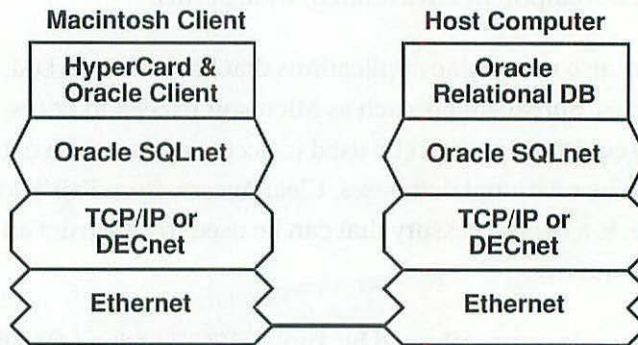 Macintosh Client
HyperCard &
Oracle Client
Oracle SQLnet
TCP/IP or
DECnet
Ethernet
Host Computer
Oracle
Relational DB
Oracle SQLnet
TCP/IP or
DECnet
Ethernet